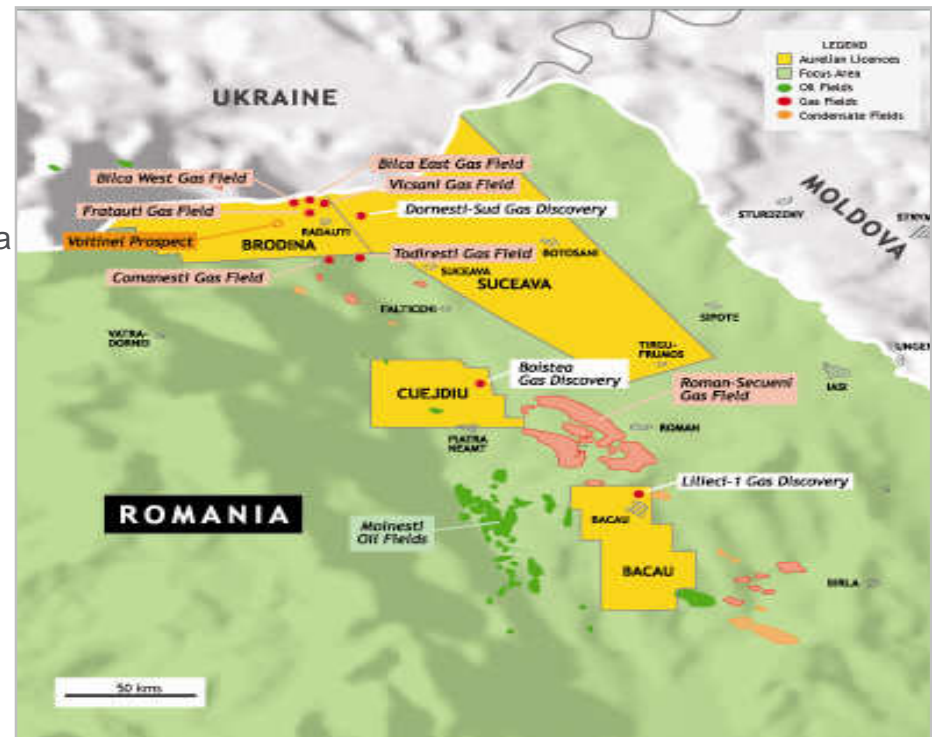 LEGEND
Aurelian Licences
Focus Area
Oil Fields
Gas Fields
Condensate Fields
UKRAINE
MOLDOVA
Bilca East Gas Field
Bilca West Gas Field
Vicsani Gas Field
Fratauti Gas Field
Dornesti-Sud Gas Discovery
STURDZENY
Voitinei Prospect
RADAUTI
a
BRODINA
Todiresti Gas Field
BOTOSANI
Comanesti Gas Field
SUCEAVA
SUCEAVA
FALTICENI
SIPOTE
VATRA-
DORNEI
TIRGU-
FRUMOS
Boistea
Gas Discovery
Roman-Secueni
Gas Field
IASI
CUEJDIU
PIATRA
NEAMT
ROMAN
Lilieci-1 Gas Discovery
ROMANIA
Moinesti
Oil Fields
BACAU
BACAU
BIRLA
50 kms